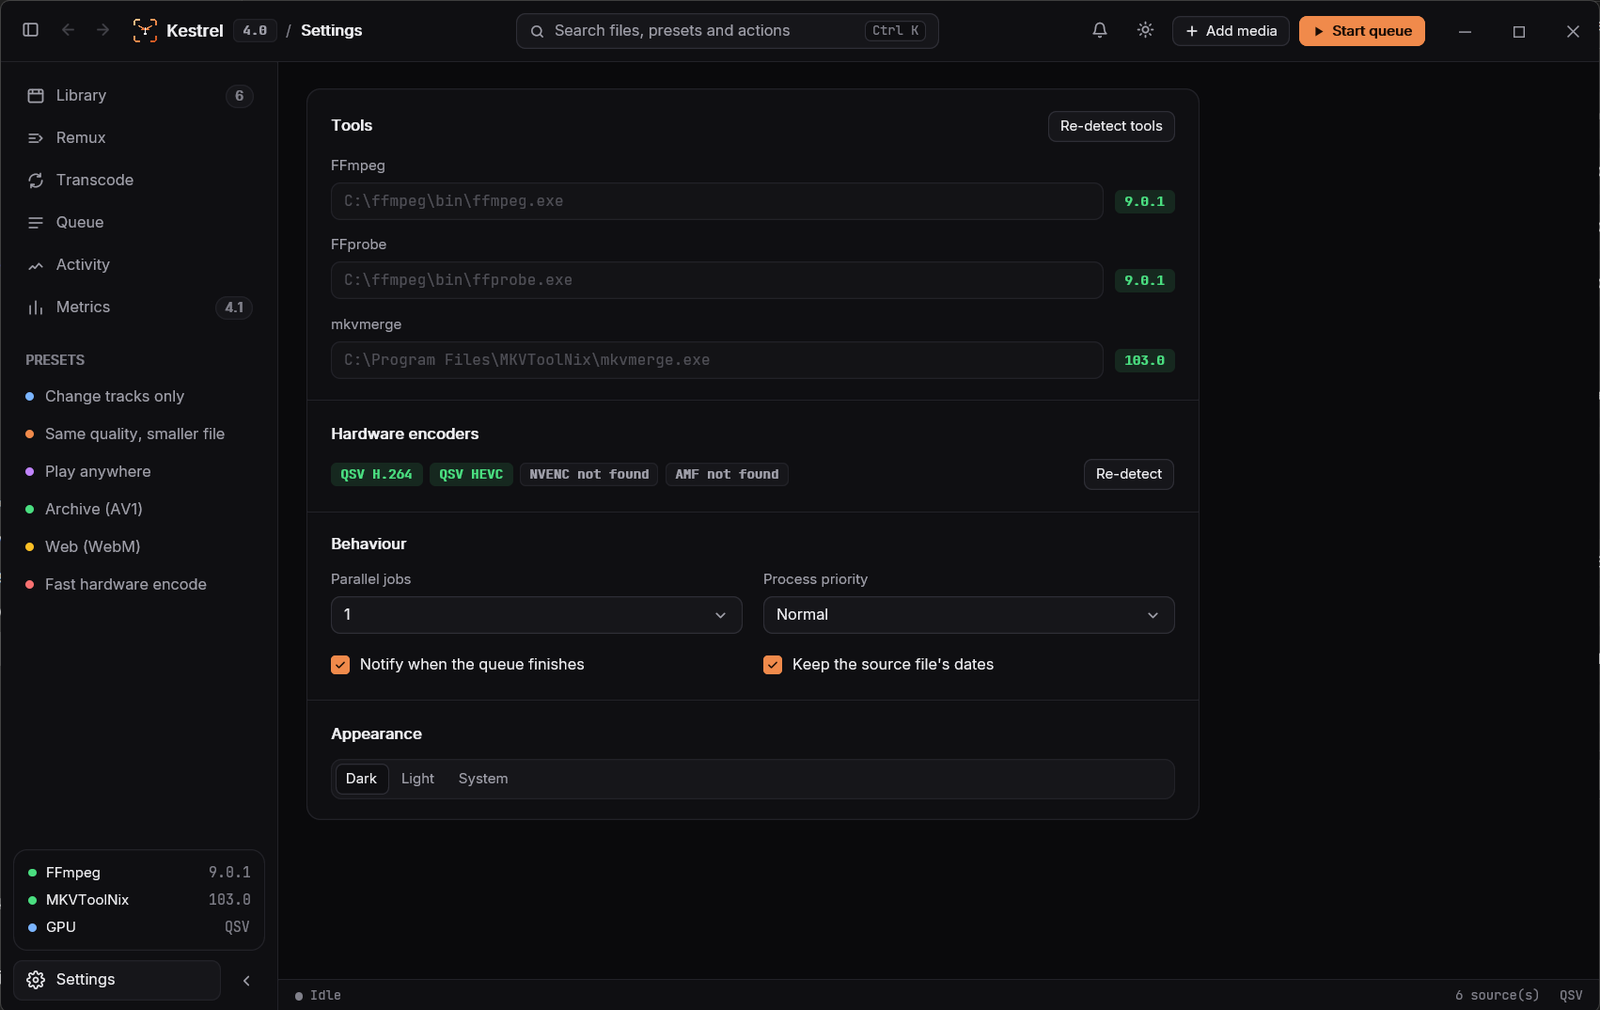 Kestrel 4.0 / Settings
Search files, presets and actions Ctrl K
Add media
Start queue
Library 6
Remux
Transcode
Queue
Activity
Metrics 4.1
PRESETS
Change tracks only
Same quality, smaller file
Play anywhere
Archive (AV1)
Web (WebM)
Fast hardware encode
FFmpeg 9.0.1
MKVToolNix 103.0
GPU QSV
Settings
Tools
Re-detect tools
FFmpeg
C:\ffmpeg\bin\ffmpeg.exe 9.0.1
FFprobe
C:\ffmpeg\bin\ffprobe.exe 9.0.1
mkvmerge
C:\Program Files\MKVToolNix\mkvmerge.exe 103.0
Hardware encoders
QSV H.264 QSV HEVC NVENC not found AMF not found Re-detect
Behaviour
Parallel jobs Process priority
1 Normal
Notify when the queue finishes Keep the source file's dates
Appearance
Dark Light System
Idle 6 source(s) QSV